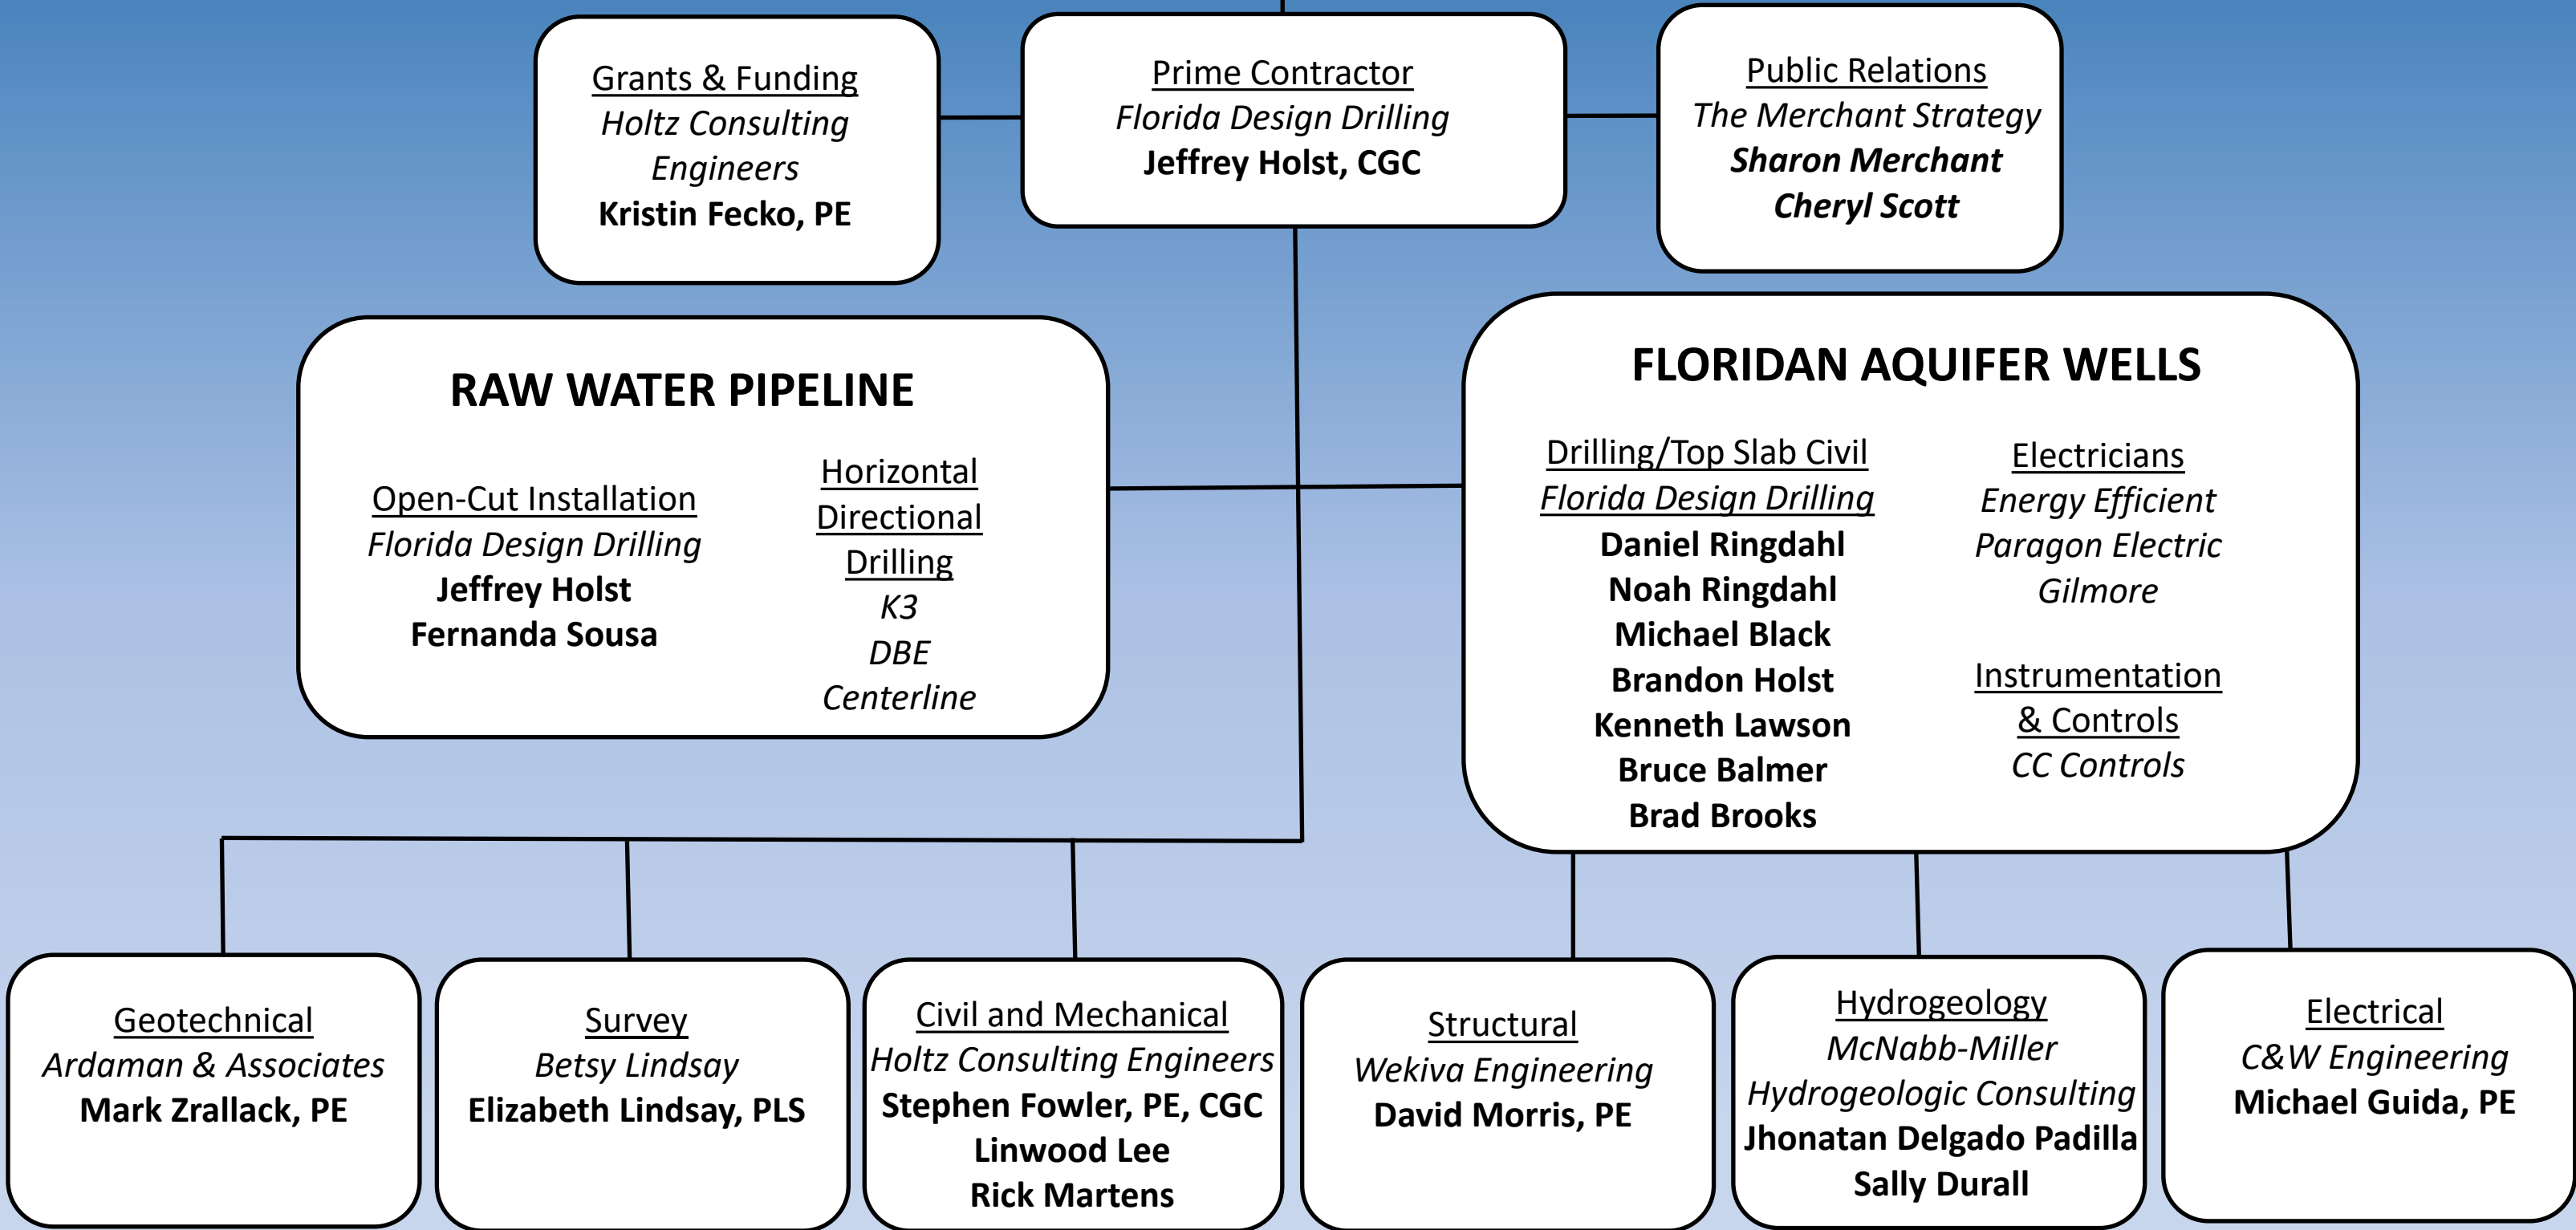 Grants & Funding
Holtz Consulting
Engineers
Kristin Fecko, PE
Prime Contractor
Florida Design Drilling
Jeffrey Holst, CGC
Public Relations
The Merchant Strategy
Sharon Merchant
Cheryl Scott
RAW WATER PIPELINE
Open-Cut Installation
Florida Design Drilling
Jeffrey Holst
Fernanda Sousa
Horizontal
Directional
Drilling
K3
DBE
Centerline
FLORIDAN AQUIFER WELLS
Drilling/Top Slab Civil
Florida Design Drilling
Daniel Ringdahl
Noah Ringdahl
Michael Black
Brandon Holst
Kenneth Lawson
Bruce Balmer
Brad Brooks
Electricians
Energy Efficient
Paragon Electric
Gilmore
Instrumentation
& Controls
CC Controls
Geotechnical
Ardaman & Associates
Mark Zrallack, PE
Survey
Betsy Lindsay
Elizabeth Lindsay, PLS
Civil and Mechanical
Holtz Consulting Engineers
Stephen Fowler, PE, CGC
Linwood Lee
Rick Martens
Structural
Wekiva Engineering
David Morris, PE
Hydrogeology
McNabb-Miller
Hydrogeologic Consulting
Jhonatan Delgado Padilla
Sally Durall
Electrical
C&W Engineering
Michael Guida, PE